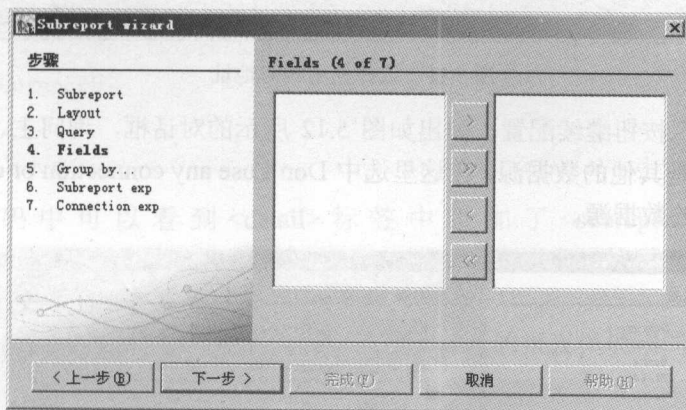 Subreport wizard
步骤
1. Subreport
2. Layout
3. Query
4. Fields
5. Group by
6. Subreport exp
7. Connection exp
Fields (4 of 7)
>
>>
<
<<
< 上一步(B)
下一步 >
完成(F)
取消
帮助(H)